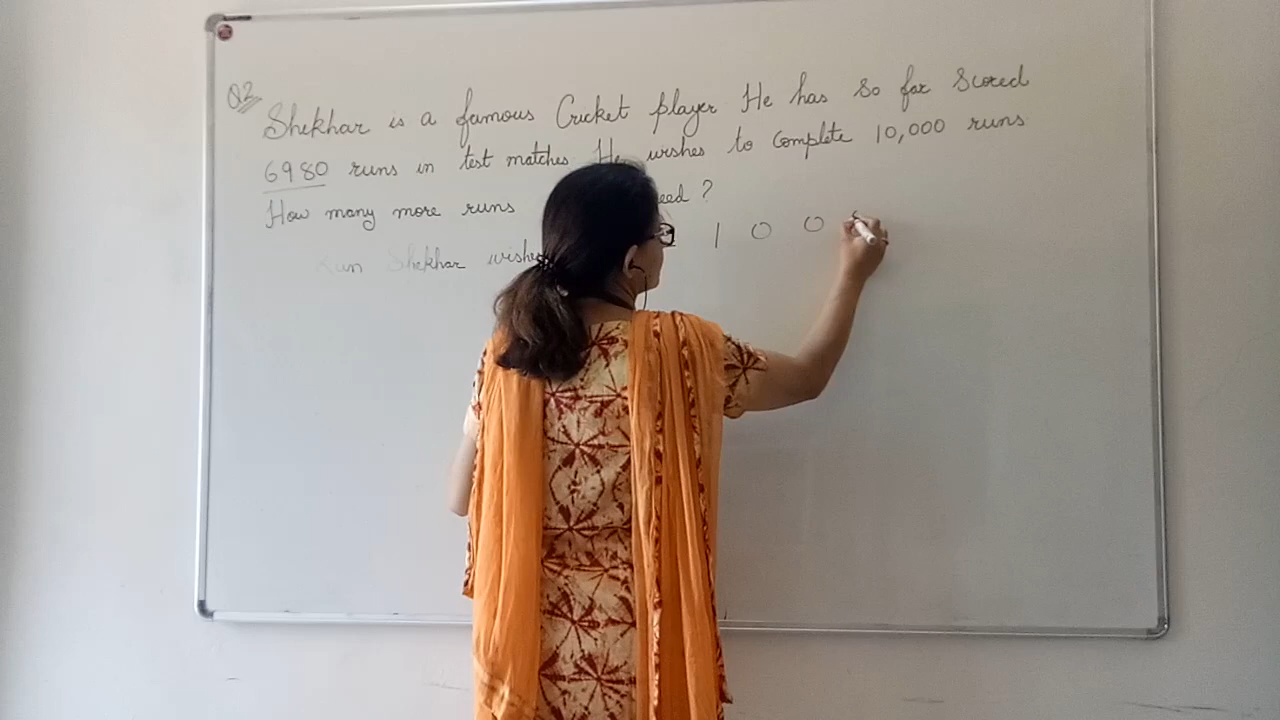 Q2 Shekhar is a famous Cricket player He has so far scored
6980 runs in test matches He wishes to complete 10,000 runs
How many more runs eed ?
Run Shekhar wishes 1 0 0